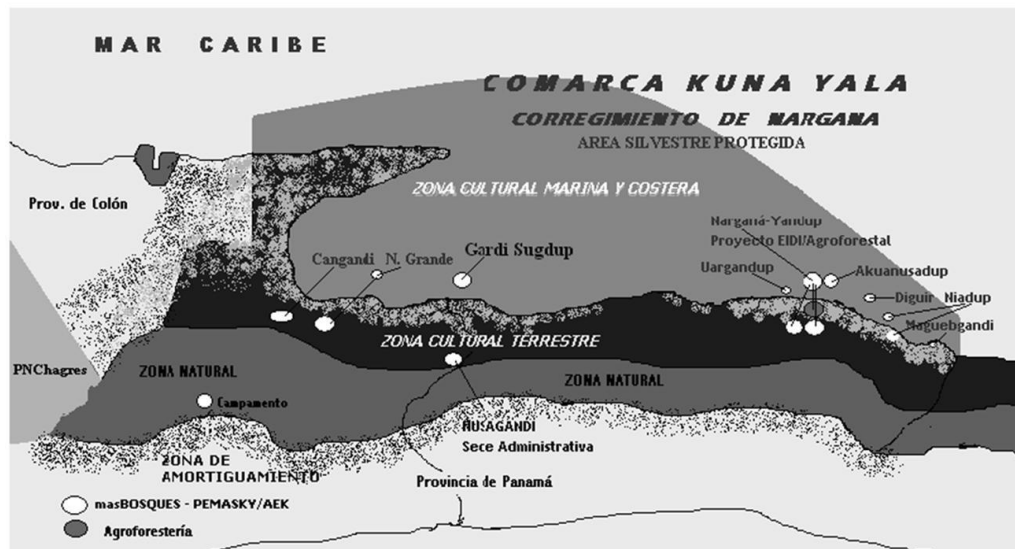 MAR CARIBE
COMARCA KUNA YALA
CORREGIMIENTO DE NARGANA
AREA SILVESTRE PROTEGIDA
Prov. de Colón
ZONA CULTURAL MARINA Y COSTERA
Narganá-Yandup
Proyecto EIDI/Agroforestal
Cangandi
N. Grande
Gardi Sugdup
Uargandup
Akuanusadup
Diguir
Niadup
Naguebgandi
ZONA CULTURAL TERRESTRE
PNChagres
ZONA NATURAL
ZONA NATURAL
Campamento
NUSAGANDI
Sece Administrativa
ZONA DE
AMORTIGUAMIENTO
Provincia de Panamá
masBOSQUES - PEMASKY/AEK
Agroforestería